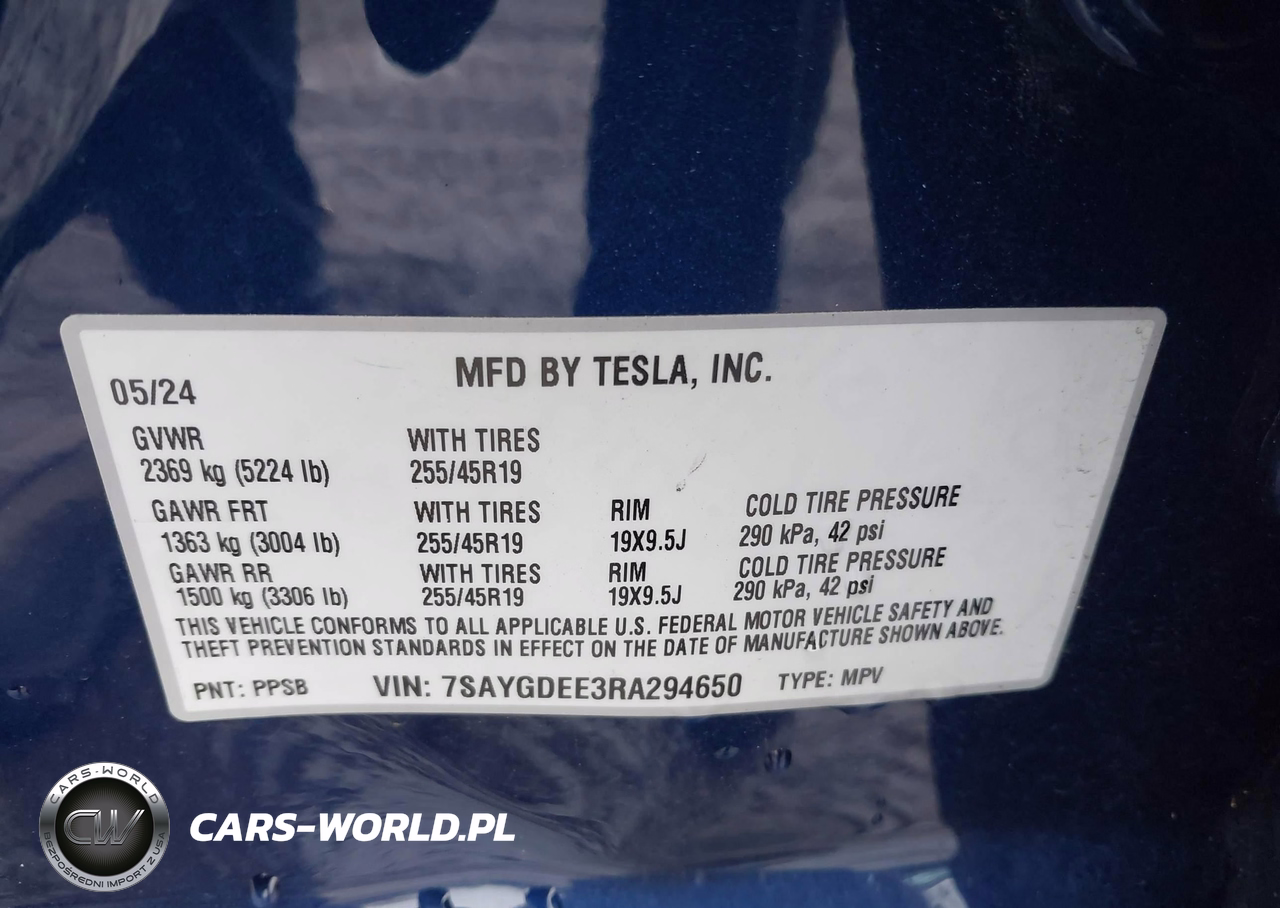 MFD BY TESLA, INC.
05/24
GVWR WITH TIRES
2369 kg (5224 lb) 255/45R19
GAWR FRT WITH TIRES RIM COLD TIRE PRESSURE
1363 kg (3004 lb) 255/45R19 19X9.5J 290 kPa, 42 psi
GAWR RR WITH TIRES RIM COLD TIRE PRESSURE
1500 kg (3306 lb) 255/45R19 19X9.5J 290 kPa, 42 psi
THIS VEHICLE CONFORMS TO ALL APPLICABLE U.S. FEDERAL MOTOR VEHICLE SAFETY AND
THEFT PREVENTION STANDARDS IN EFFECT ON THE DATE OF MANUFACTURE SHOWN ABOVE.
PNT: PPSB VIN: 7SAYGDEE3RA294650 TYPE: MPV
CARS-WORLD
CW
BEZPOŚREDNI IMPORT Z USA
CARS-WORLD.PL